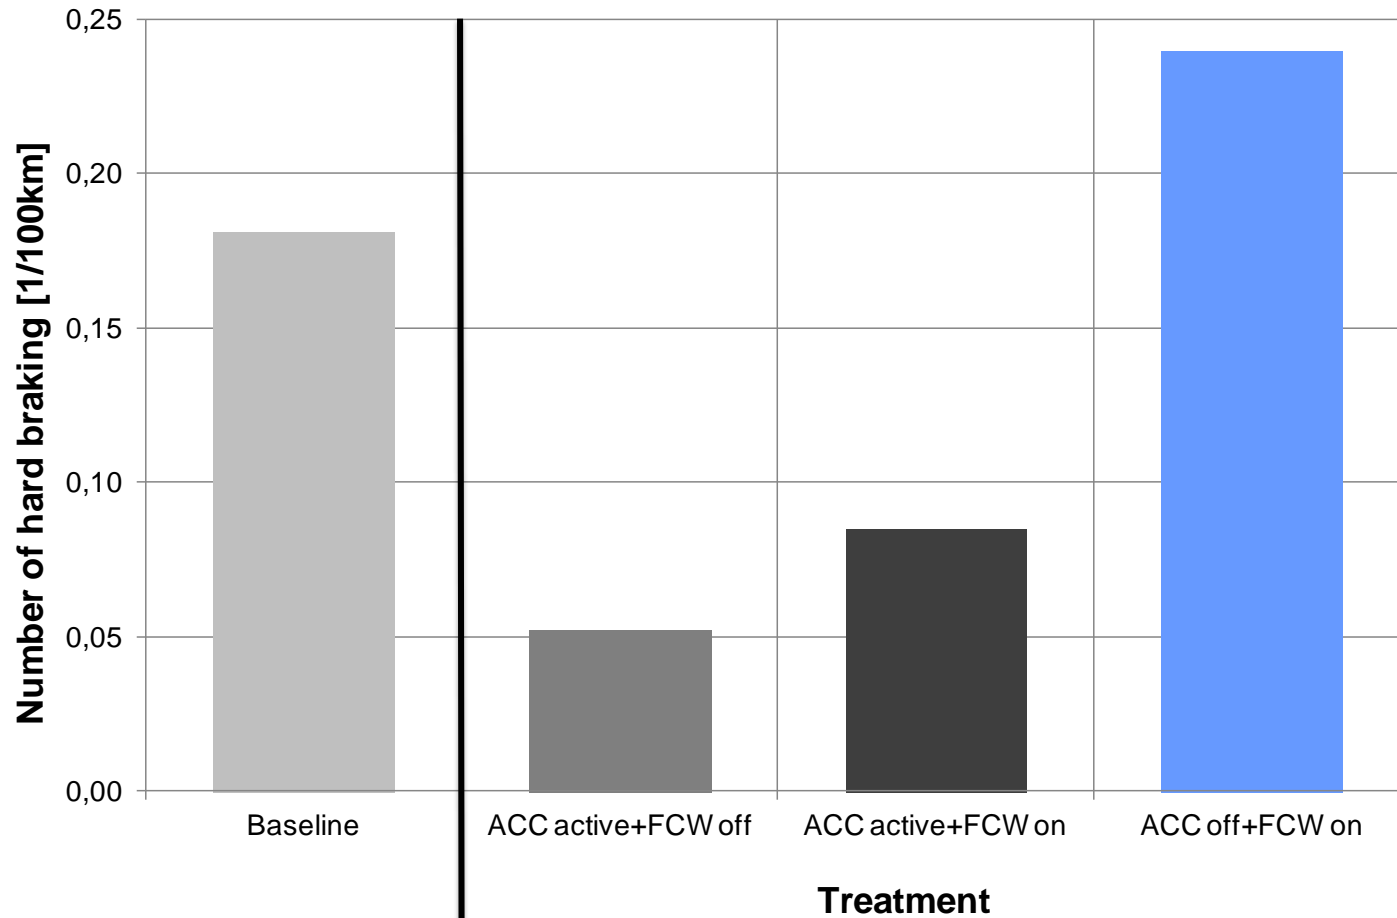 Number of hard braking [1/100km]
0,25
0,20
0,15
0,10
0,05
0,00
Baseline
ACC active+FCW off
ACC active+FCW on
ACC off+FCW on
Treatment